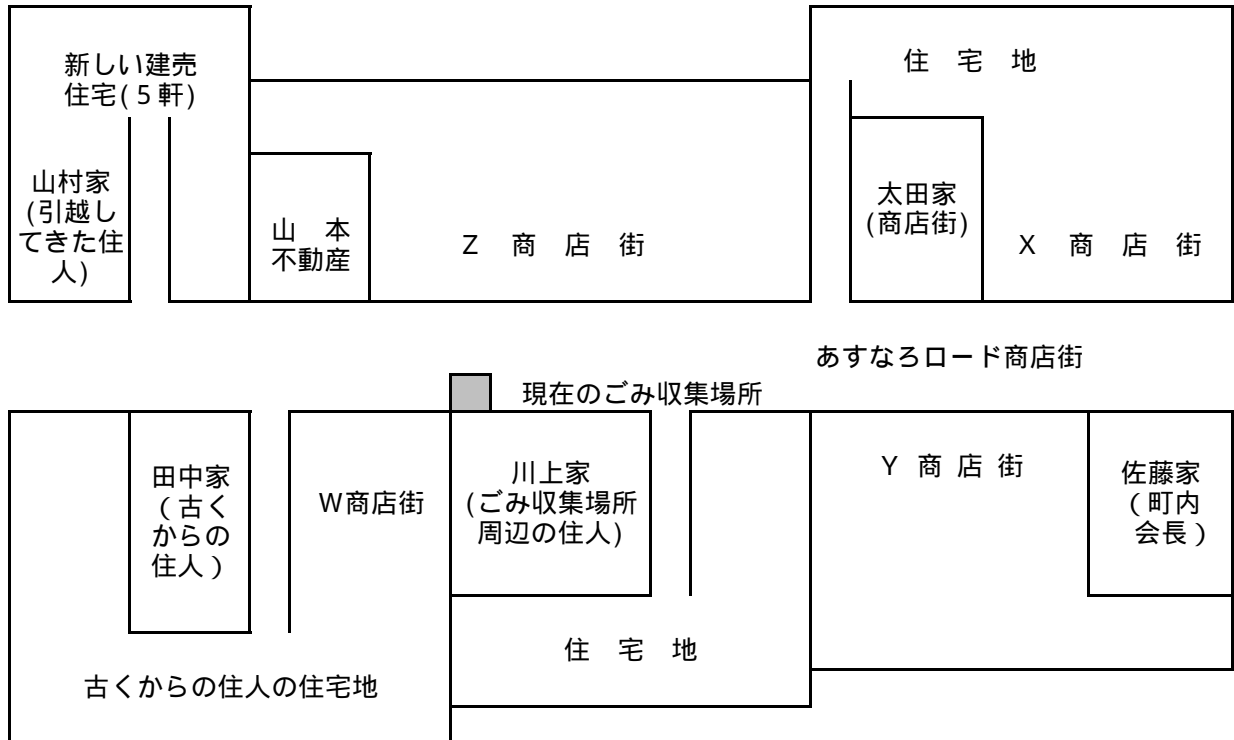 新しい建売
住宅(5軒)
住 宅 地
山村家
(引越し
てきた住
人)
山 本
不動産
Z 商 店 街
太田家
(商店街)
X 商 店 街
あすなろロード商店街
現在のごみ収集場所
田中家
(古く
からの
住人)
W商店街
川上家
(ごみ収集場所
周辺の住人)
Y 商 店 街
佐藤家
(町内
会長)
住 宅 地
古くからの住人の住宅地